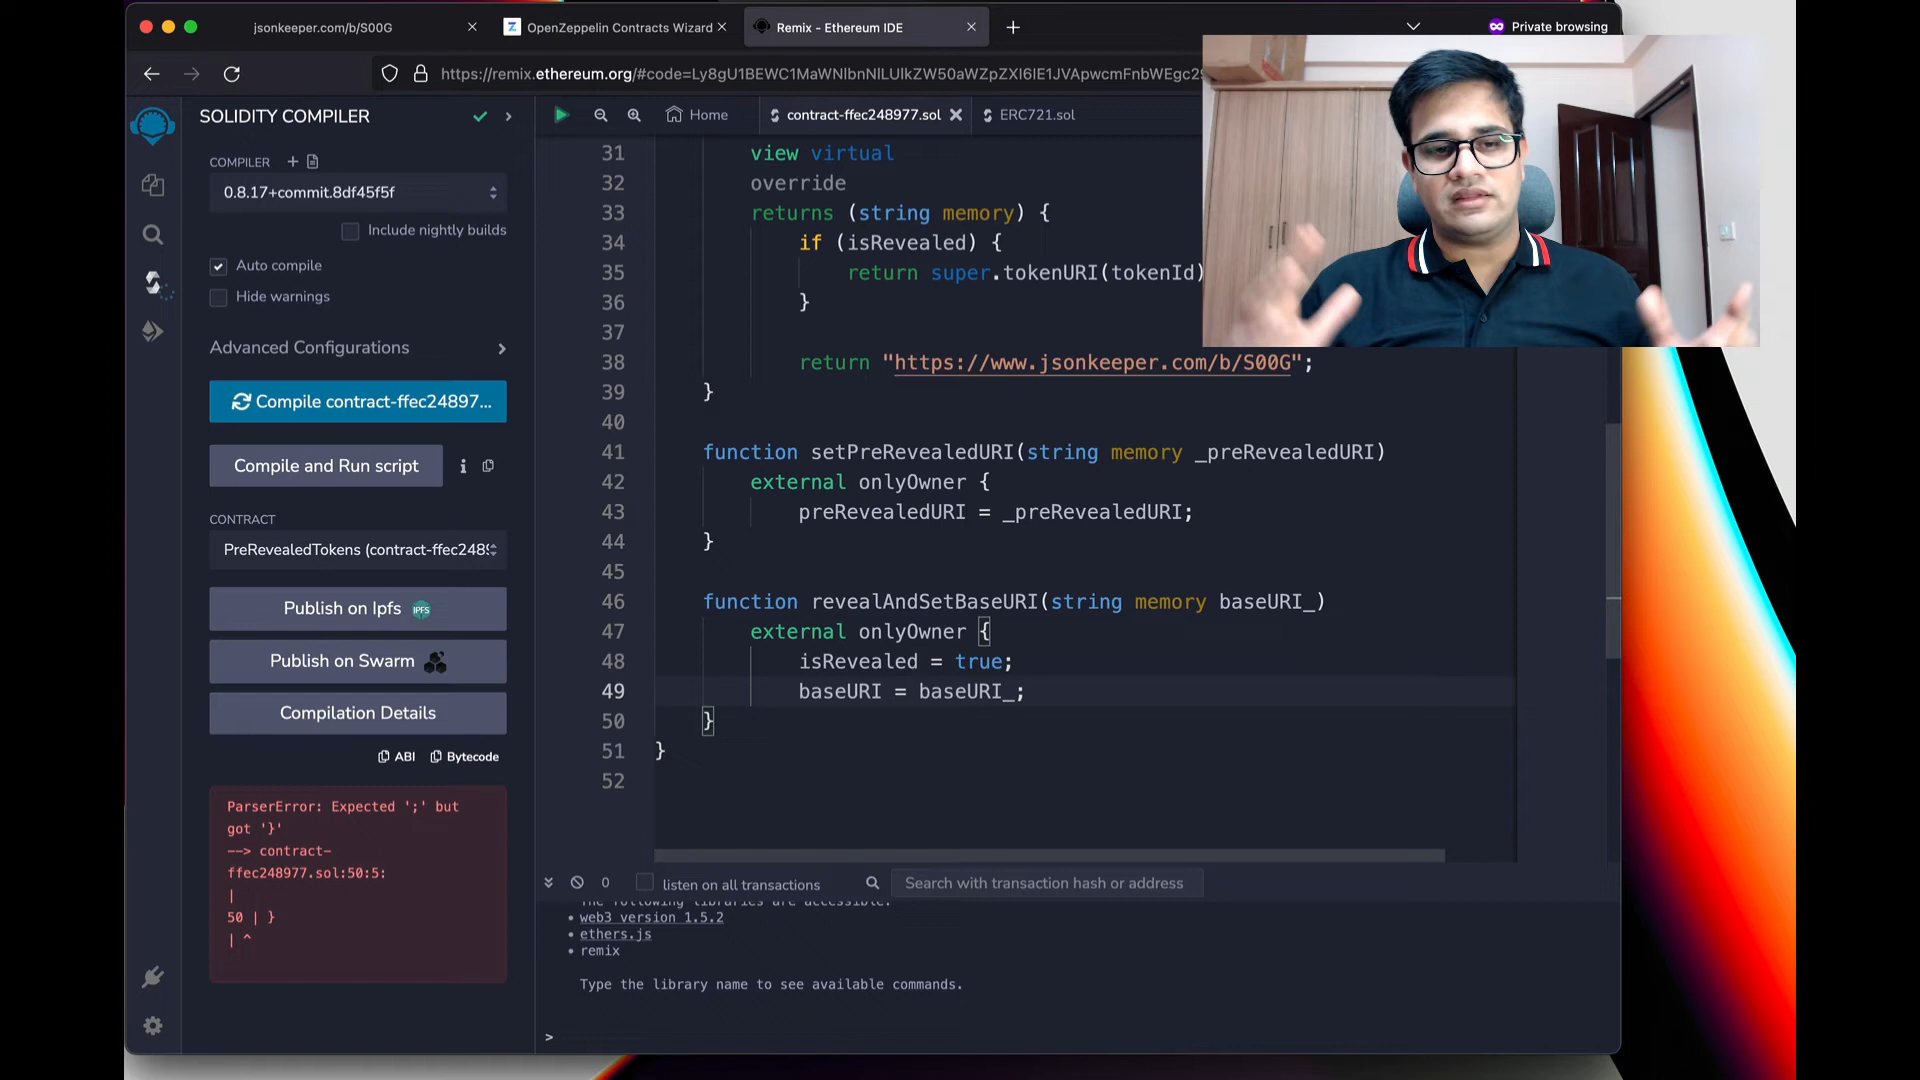 jsonkeeper.com/b/S00G
OpenZeppelin Contracts Wizard
Remix - Ethereum IDE
Private browsing
https://remix.ethereum.org/#code=
SOLIDITY COMPILER
Home
contract-ffec248977.sol
ERC721.sol
COMPILER
0.8.17+commit.8df45f5f
Include nightly builds
Auto compile
Hide warnings
Advanced Configurations
Compile contract-ffec24897...
Compile and Run script
CONTRACT
PreRevealedTokens (contract-ffec248
Publish on Ipfs
IPFS
Publish on Swarm
Compilation Details
ABI
Bytecode
ParserError: Expected ';' but
got '}'
--> contract-
ffec248977.sol:50:5:
|
50 | }
| ^
31 view virtual
32 override
33 returns (string memory) {
34 if (isRevealed) {
35 return super.tokenURI(tokenId)
36 }
37
38 return "https://www.jsonkeeper.com/b/S00G";
39 }
40
41 function setPreRevealedURI(string memory _preRevealedURI)
42 external onlyOwner {
43 preRevealedURI = _preRevealedURI;
44 }
45
46 function revealAndSetBaseURI(string memory baseURI_)
47 external onlyOwner {
48 isRevealed = true;
49 baseURI = baseURI_;
50 }
51 }
52
0
listen on all transactions
Search with transaction hash or address
The following libraries are accessible:
• web3 version 1.5.2
• ethers.js
• remix
Type the library name to see available commands.
>